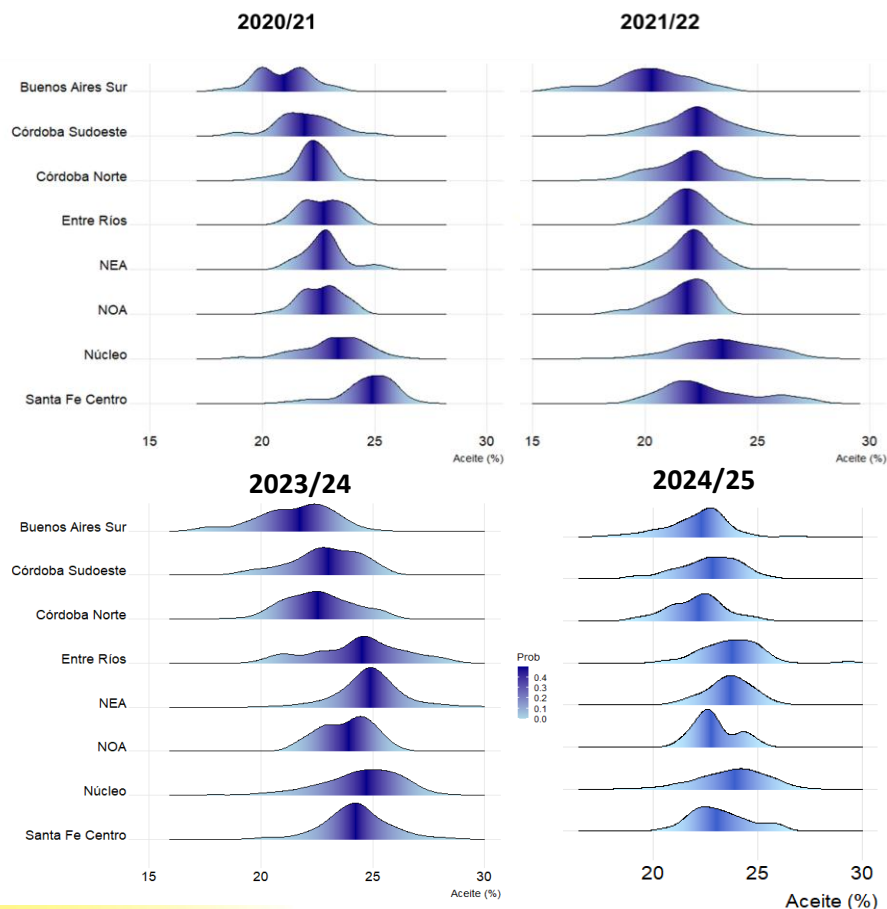 2020/21
2021/22
Buenos Aires Sur
Córdoba Sudoeste
Córdoba Norte
Entre Ríos
NEA
NOA
Núcleo
Santa Fe Centro
15 20 25 30
Aceite (%)
15 20 25 30
Aceite (%)
2023/24
2024/25
Buenos Aires Sur
Córdoba Sudoeste
Córdoba Norte
Entre Ríos
NEA
NOA
Núcleo
Santa Fe Centro
Prob
0.4
0.3
0.2
0.1
0.0
15 20 25 30
Aceite (%)
20 25 30
Aceite (%)